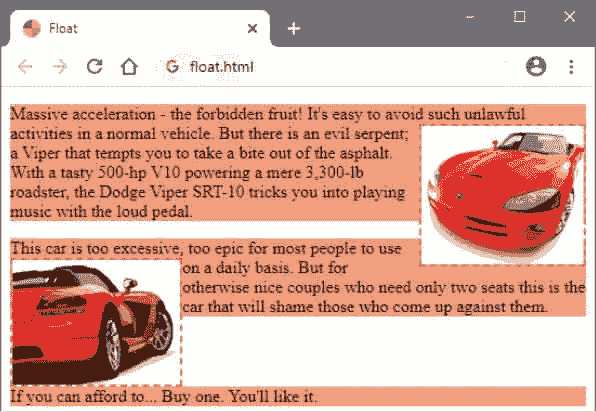 Float
float.html
Massive acceleration - the forbidden fruit! It's easy to avoid such unlawful
activities in a normal vehicle. But there is an evil serpent;
a Viper that tempts you to take a bite out of the asphalt.
With a tasty 500-hp V10 powering a mere 3,300-lb
roadster, the Dodge Viper SRT-10 tricks you into playing
music with the loud pedal.
This car is too excessive, too epic for most people to use
on a daily basis. But for
otherwise nice couples who need only two seats this is the
car that will shame those who come up against them.
If you can afford to... Buy one. You'll like it.